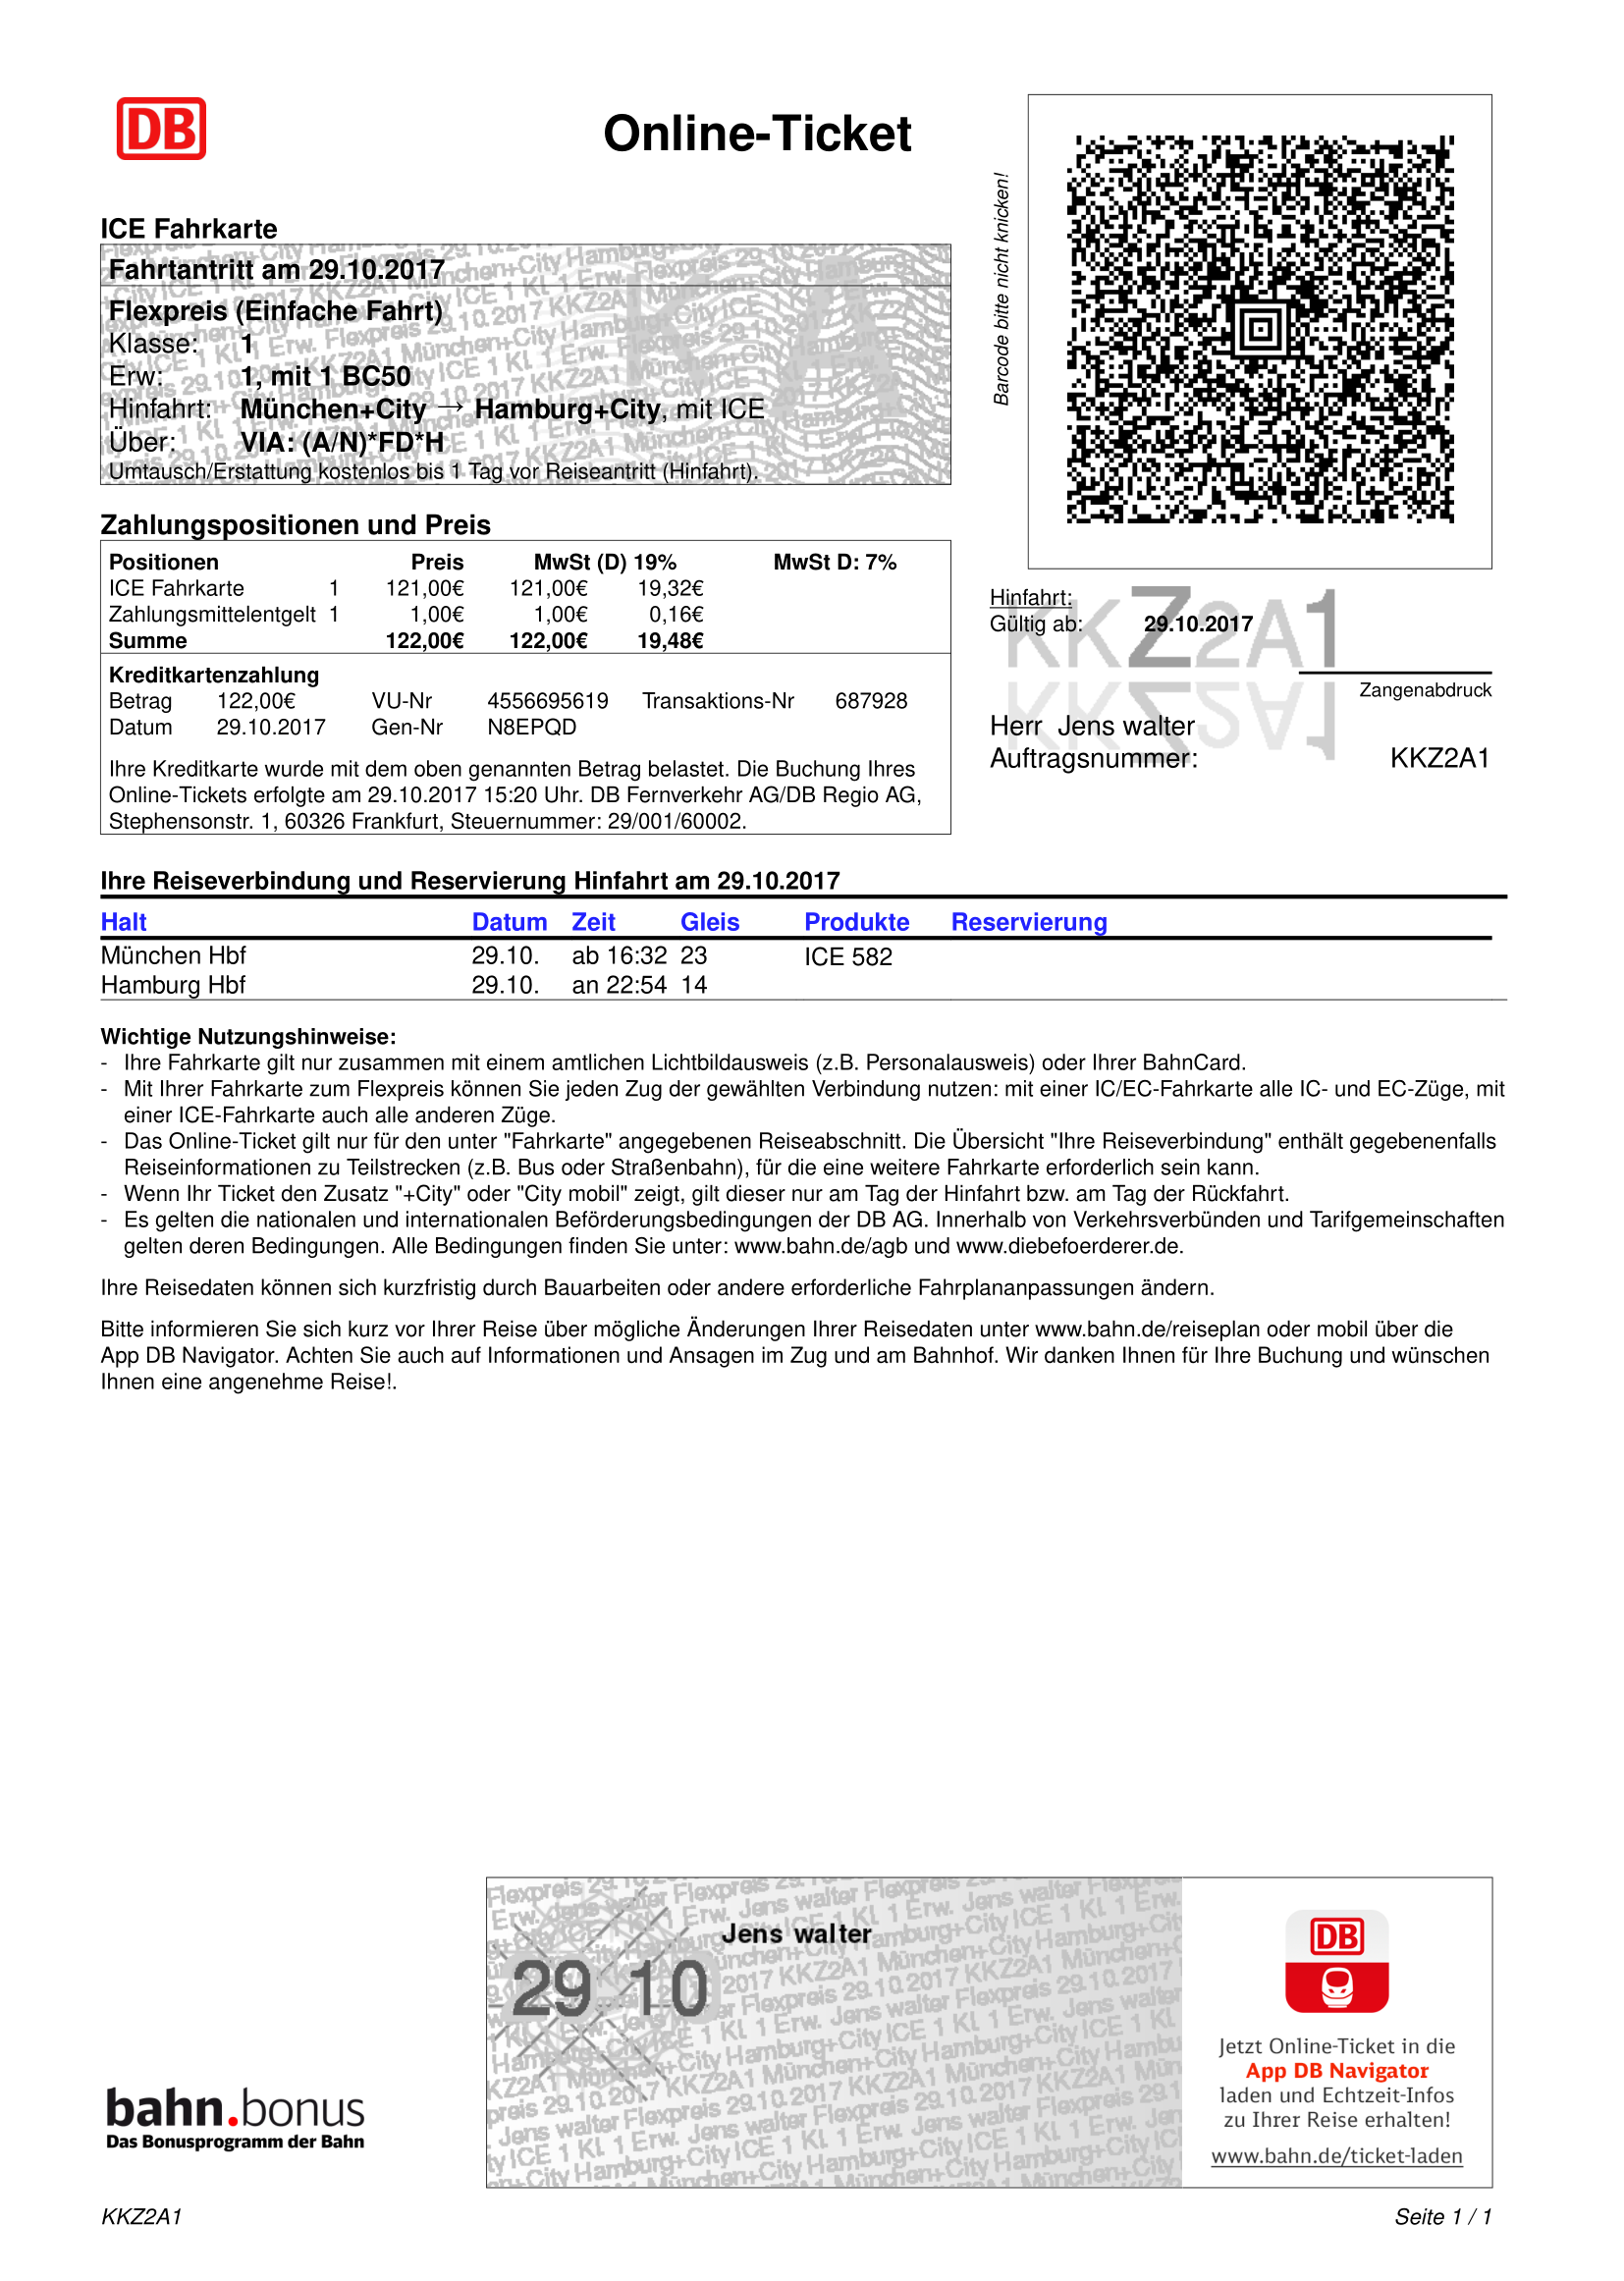 DB
Online-Ticket
Barcode bitte nicht knicken!
ICE Fahrkarte
Fahrtantritt am 29.10.2017
Flexpreis (Einfache Fahrt)
Klasse: 1
Erw: 1, mit 1 BC50
Hinfahrt: München+City → Hamburg+City, mit ICE
Über: VIA: (A/N)*FD*H
Umtausch/Erstattung kostenlos bis 1 Tag vor Reiseantritt (Hinfahrt).
Zahlungspositionen und Preis
Positionen Preis MwSt (D) 19% MwSt D: 7%
ICE Fahrkarte 1 121,00€ 121,00€ 19,32€
Zahlungsmittelentgelt 1 1,00€ 1,00€ 0,16€
Summe 122,00€ 122,00€ 19,48€
Kreditkartenzahlung
Betrag 122,00€ VU-Nr 4556695619 Transaktions-Nr 687928
Datum 29.10.2017 Gen-Nr N8EPQD
Ihre Kreditkarte wurde mit dem oben genannten Betrag belastet. Die Buchung Ihres
Online-Tickets erfolgte am 29.10.2017 15:20 Uhr. DB Fernverkehr AG/DB Regio AG,
Stephensonstr. 1, 60326 Frankfurt, Steuernummer: 29/001/60002.
KKZ2A1
Hinfahrt:
Gültig ab: 29.10.2017
Zangenabdruck
Herr Jens walter
Auftragsnummer: KKZ2A1
Ihre Reiseverbindung und Reservierung Hinfahrt am 29.10.2017
Halt Datum Zeit Gleis Produkte Reservierung
München Hbf 29.10. ab 16:32 23 ICE 582
Hamburg Hbf 29.10. an 22:54 14
Wichtige Nutzungshinweise:
- Ihre Fahrkarte gilt nur zusammen mit einem amtlichen Lichtbildausweis (z.B. Personalausweis) oder Ihrer BahnCard.
- Mit Ihrer Fahrkarte zum Flexpreis können Sie jeden Zug der gewählten Verbindung nutzen: mit einer IC/EC-Fahrkarte alle IC- und EC-Züge, mit
einer ICE-Fahrkarte auch alle anderen Züge.
- Das Online-Ticket gilt nur für den unter "Fahrkarte" angegebenen Reiseabschnitt. Die Übersicht "Ihre Reiseverbindung" enthält gegebenenfalls
Reiseinformationen zu Teilstrecken (z.B. Bus oder Straßenbahn), für die eine weitere Fahrkarte erforderlich sein kann.
- Wenn Ihr Ticket den Zusatz "+City" oder "City mobil" zeigt, gilt dieser nur am Tag der Hinfahrt bzw. am Tag der Rückfahrt.
- Es gelten die nationalen und internationalen Beförderungsbedingungen der DB AG. Innerhalb von Verkehrsverbünden und Tarifgemeinschaften
gelten deren Bedingungen. Alle Bedingungen finden Sie unter: www.bahn.de/agb und www.diebefoerderer.de.
Ihre Reisedaten können sich kurzfristig durch Bauarbeiten oder andere erforderliche Fahrplananpassungen ändern.
Bitte informieren Sie sich kurz vor Ihrer Reise über mögliche Änderungen Ihrer Reisedaten unter www.bahn.de/reiseplan oder mobil über die
App DB Navigator. Achten Sie auch auf Informationen und Ansagen im Zug und am Bahnhof. Wir danken Ihnen für Ihre Buchung und wünschen
Ihnen eine angenehme Reise!.
Jens walter
29 10
DB
Jetzt Online-Ticket in die
App DB Navigator
laden und Echtzeit-Infos
zu Ihrer Reise erhalten!
www.bahn.de/ticket-laden
bahn.bonus
Das Bonusprogramm der Bahn
KKZ2A1 Seite 1 / 1